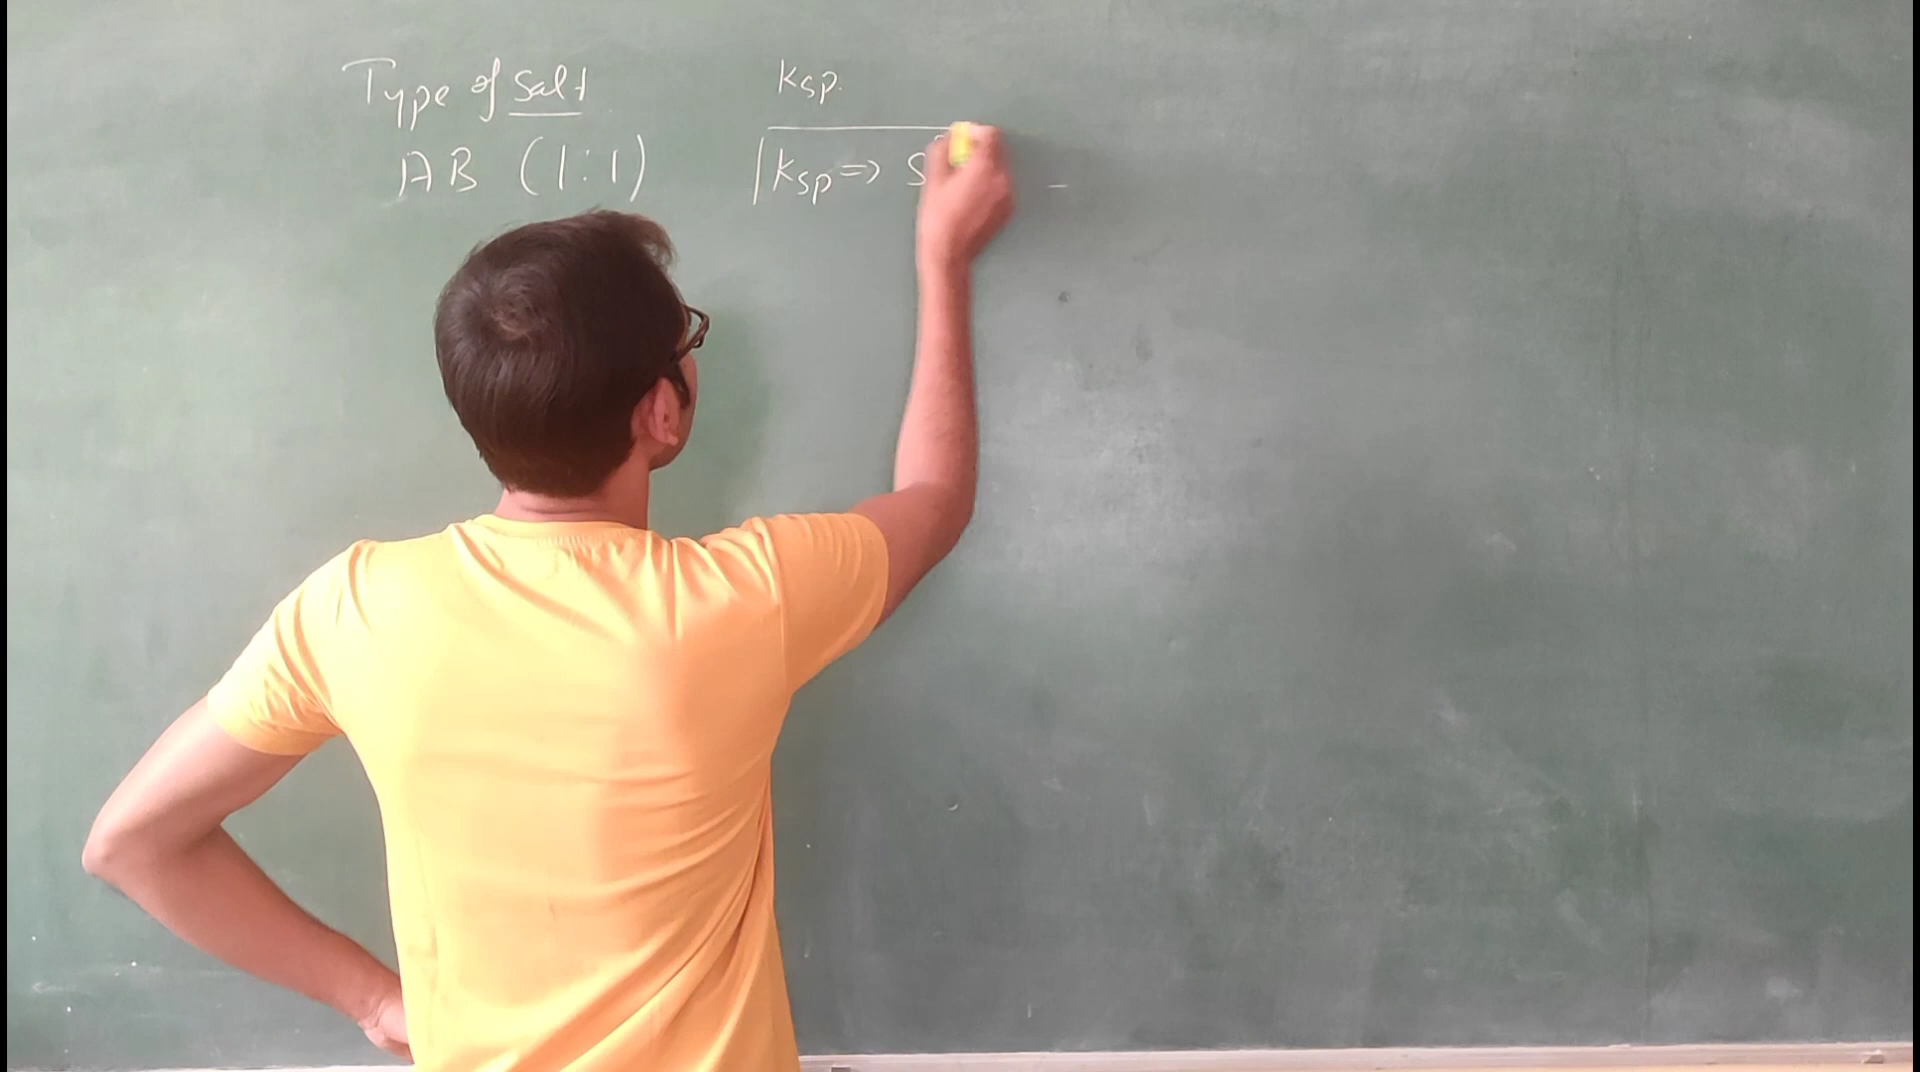 Type of Salt Ksp.
AB (1:1) Ksp => S